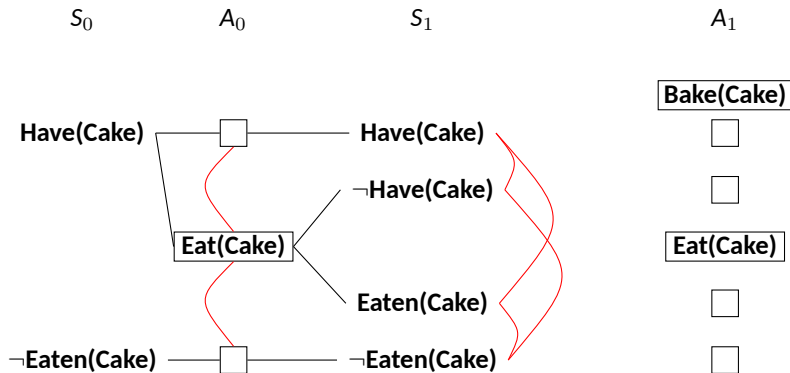 S₀ A₀ S₁ A₁
Bake(Cake)
Have(Cake) Have(Cake)
¬Have(Cake)
Eat(Cake) Eat(Cake)
Eaten(Cake)
¬Eaten(Cake) ¬Eaten(Cake)